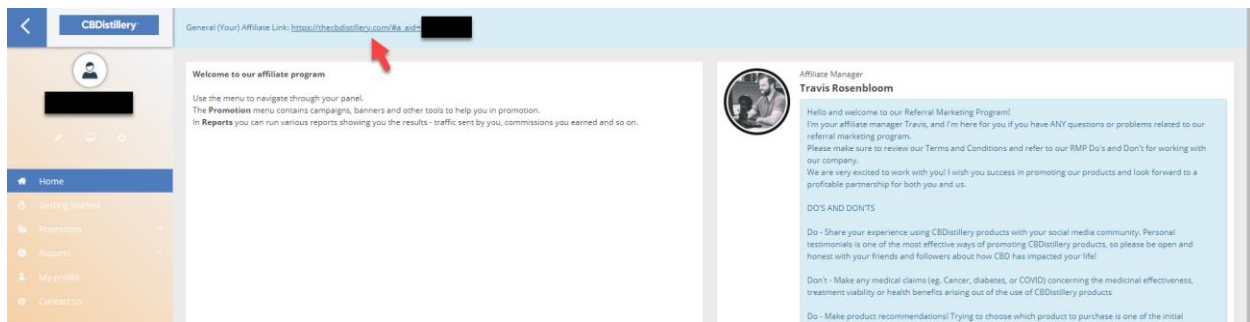 CBDistillery
General (Your) Affiliate Link: https://thecbdistillery.com/#a_aid=
Home
Getting Started
Promotion
Reports
My profile
Contact us
Welcome to our affiliate program
Use the menu to navigate through your panel.
The Promotion menu contains campaigns, banners and other tools to help you in promotion.
In Reports you can run various reports showing you the results - traffic sent by you, commissions you earned and so on.
Affiliate Manager
Travis Rosenbloom
Hello and welcome to our Referral Marketing Program!
I'm your affiliate manager Travis, and I'm here for you if you have ANY questions or problems related to our
referral marketing program.
Please make sure to review our Terms and Conditions and refer to our RMP Do's and Don't for working with
our company.
We are very excited to work with you! I wish you success in promoting our products and look forward to a
profitable partnership for both you and us.
DO'S AND DON'TS
Do - Share your experience using CBDistillery products with your social media community. Personal
testimonials is one of the most effective ways of promoting CBDistillery products, so please be open and
honest with your friends and followers about how CBD has impacted your life!
Don't - Make any medical claims (eg. Cancer, diabetes, or COVID) concerning the medicinal effectiveness,
treatment viability or health benefits arising out of the use of CBDistillery products
Do - Make product recommendations! Trying to choose which product to purchase is one of the initial